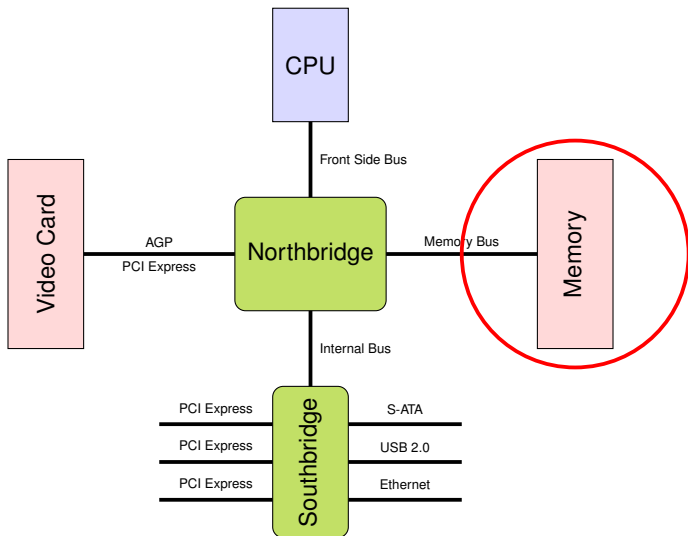 CPU
Front Side Bus
Video Card
AGP
PCI Express
Northbridge
Memory Bus
Memory
Internal Bus
Southbridge
PCI Express
S-ATA
PCI Express
USB 2.0
PCI Express
Ethernet